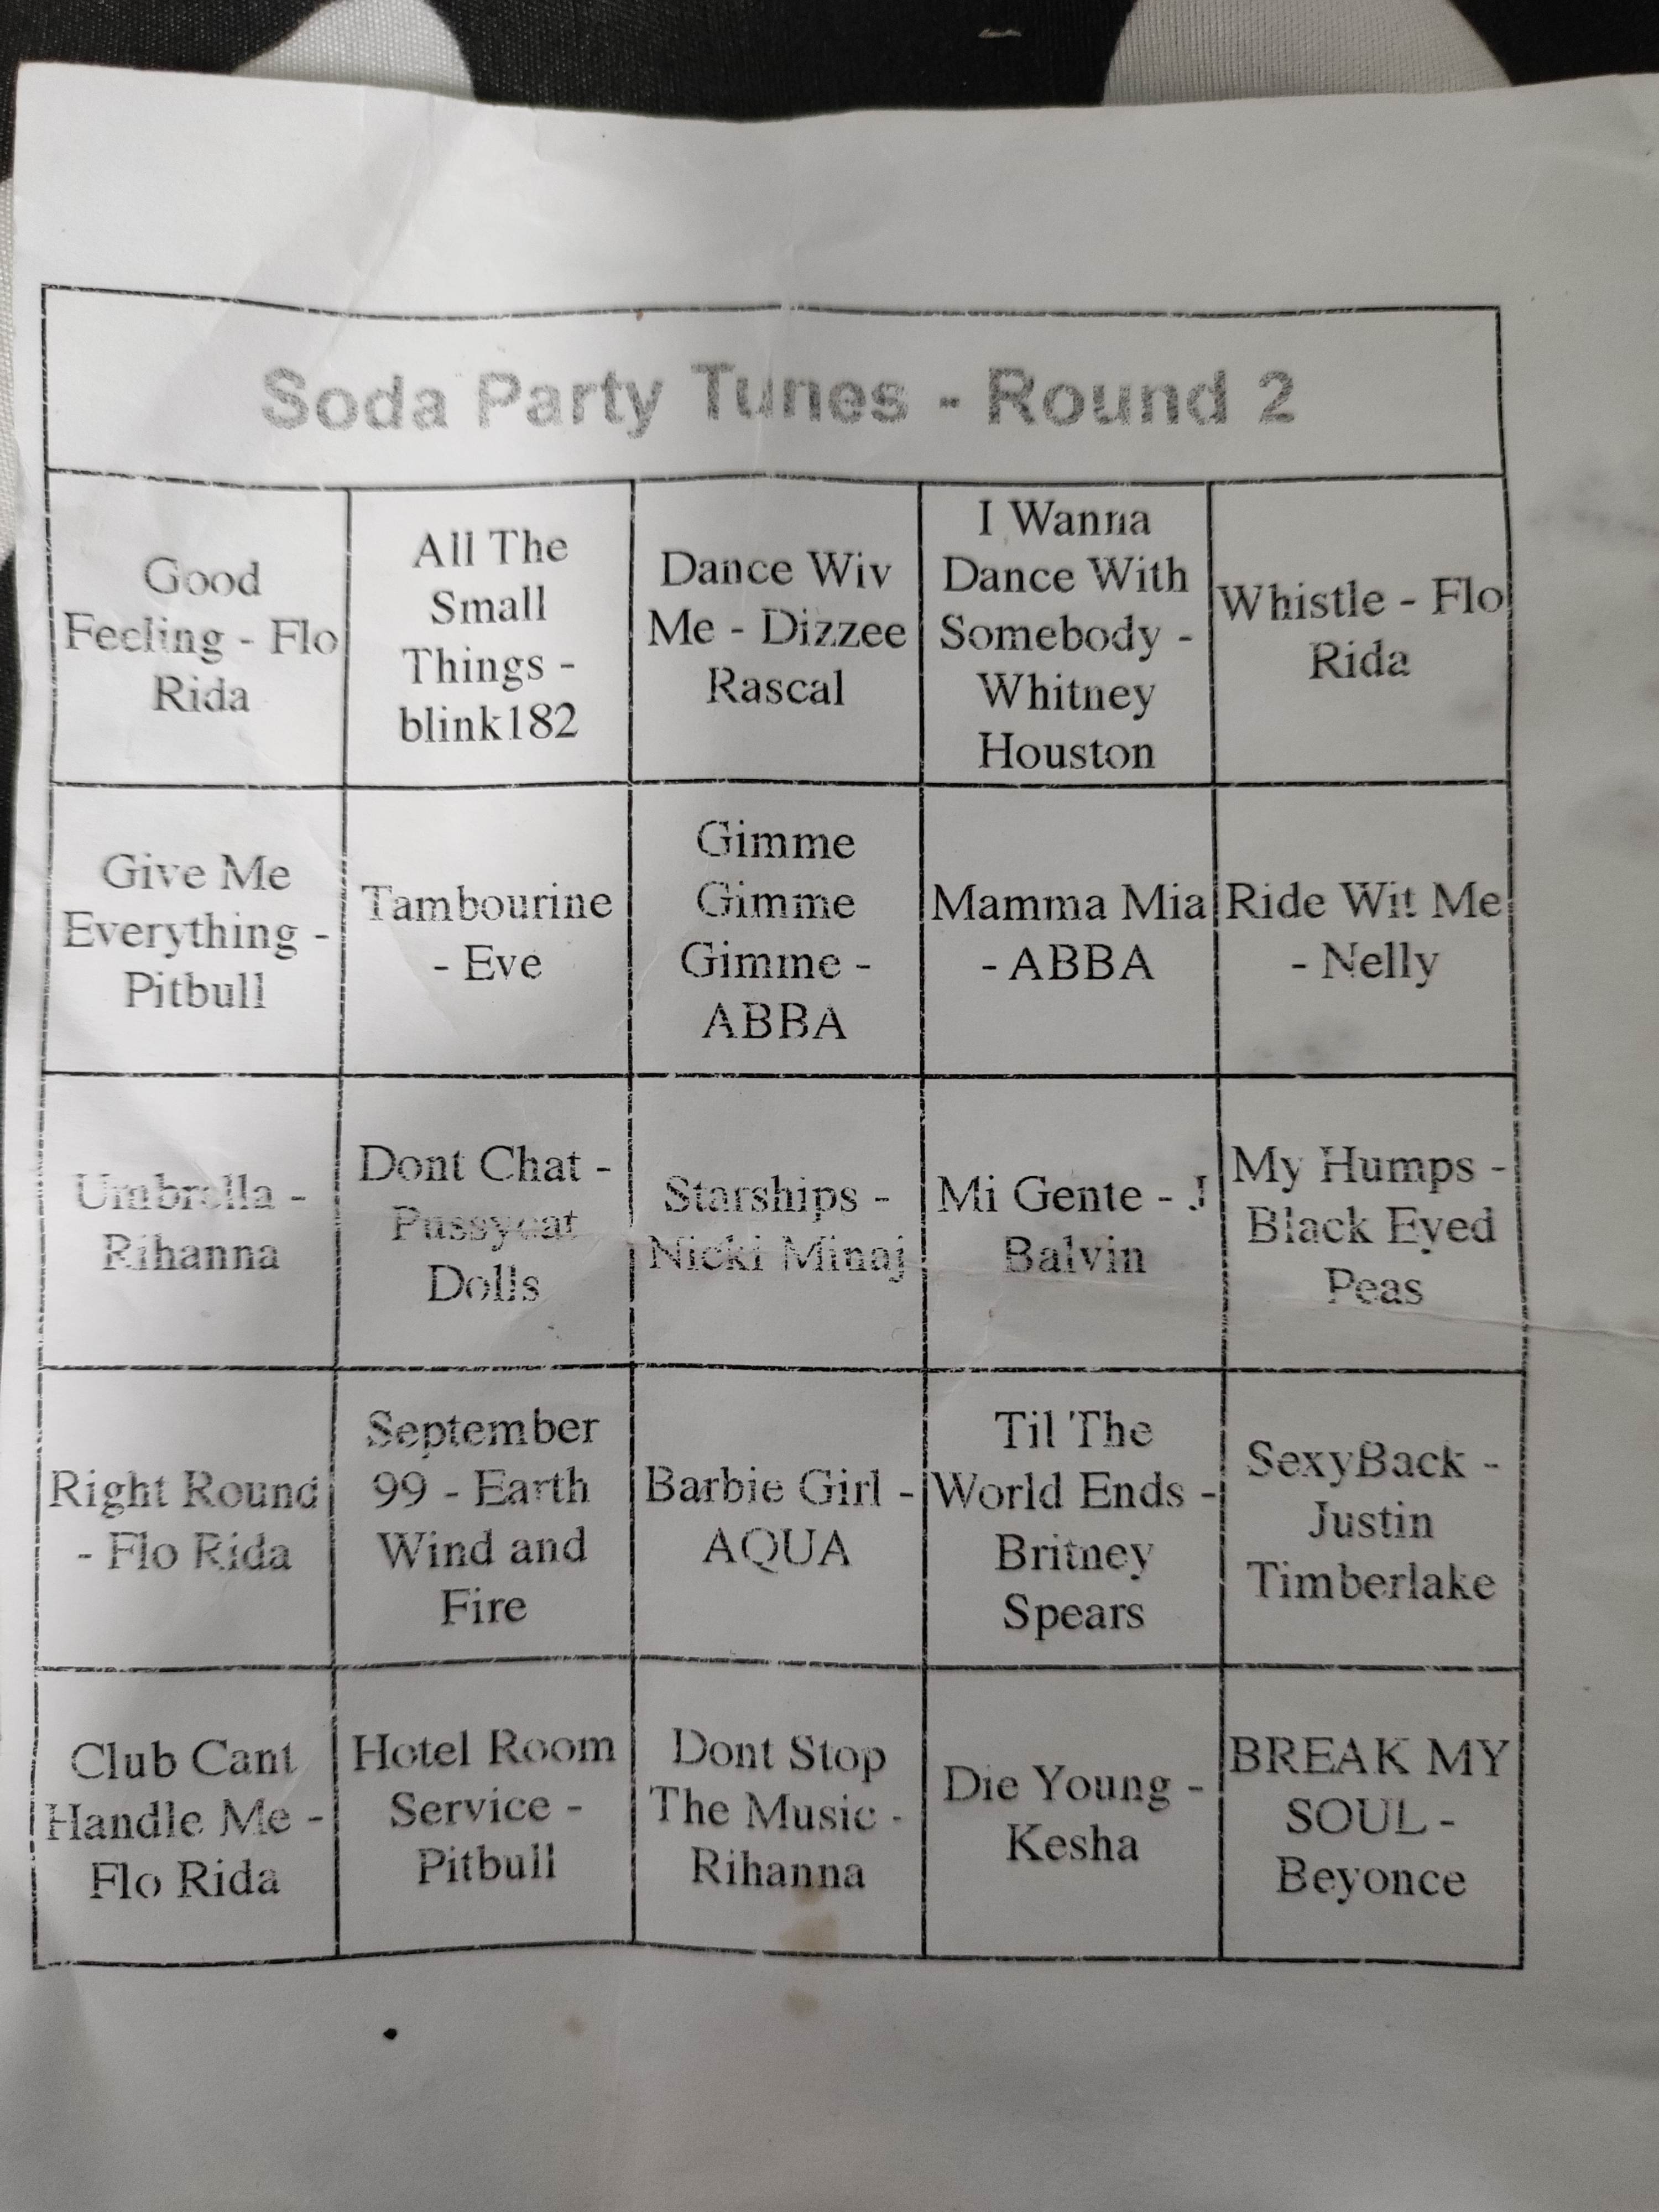 Soda Party Tunes - Round 2
Good
Feeling - Flo
Rida
All The
Small
Things -
blink182
Dance Wiv
Me - Dizzee
Rascal
I Wanna
Dance With
Somebody -
Whitney
Houston
Whistle - Flo
Rida
Give Me
Everything -
Pitbull
Tambourine
- Eve
Gimme
Gimme
Gimme -
ABBA
Mamma Mia
- ABBA
Ride Wit Me
- Nelly
Umbrella -
Rihanna
Dont Chat -
Pussycat
Dolls
Starships -
Nicki Minaj
Mi Gente - J
Balvin
My Humps -
Black Eyed
Peas
Right Round
- Flo Rida
September
99 - Earth
Wind and
Fire
Barbie Girl -
AQUA
Til The
World Ends -
Britney
Spears
SexyBack -
Justin
Timberlake
Club Cant
Handle Me -
Flo Rida
Hotel Room
Service -
Pitbull
Dont Stop
The Music -
Rihanna
Die Young -
Kesha
BREAK MY
SOUL -
Beyonce